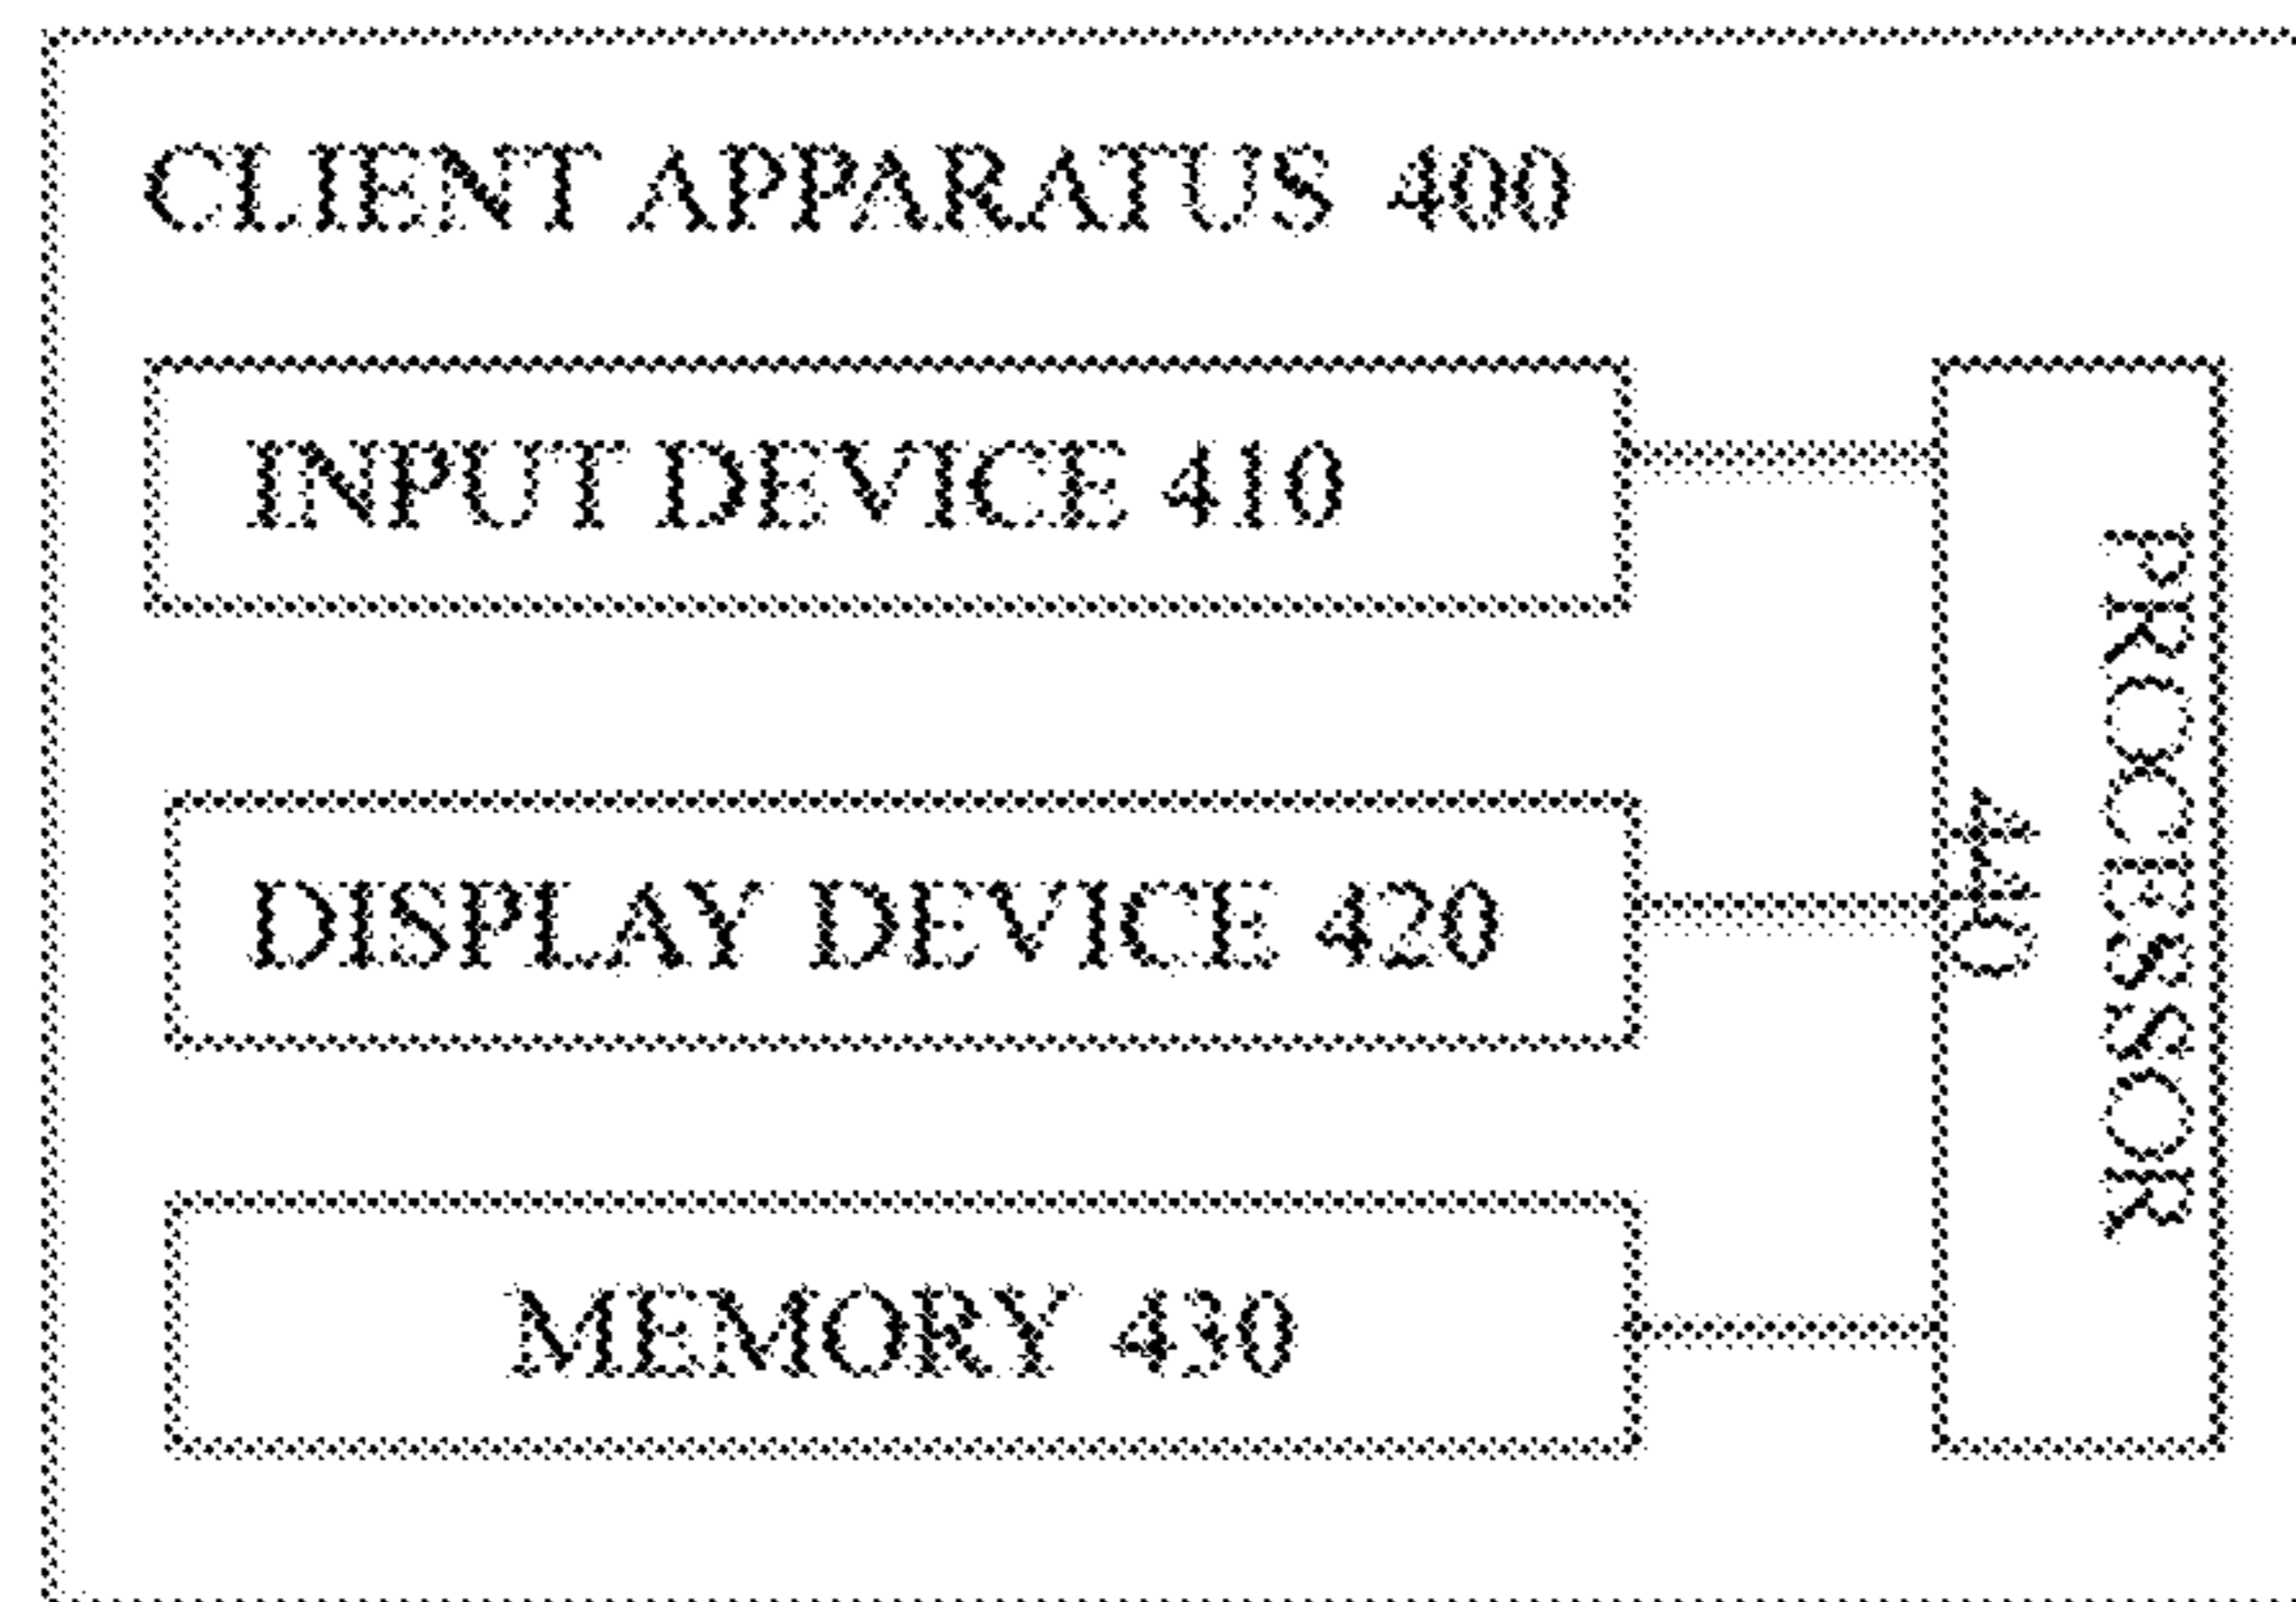 CLIENT APPARATUS 400
INPUT DEVICE 410
DISPLAY DEVICE 420
MEMORY 430
PROCESSOR
440